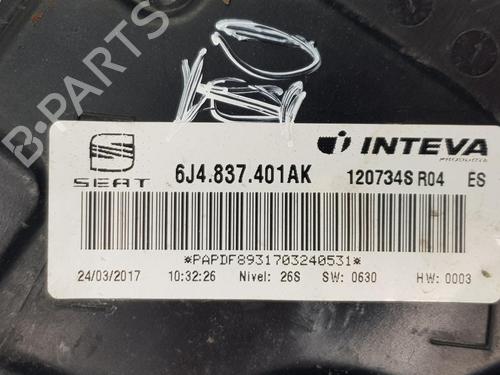 B-PARTS
SEAT
6J4.837.401AK
INTEVA
PRODUCTS
120734S R04 ES
*PAPDF8931703240531*
24/03/2017 10:32:26 Nivel: 26S SW: 0630 HW: 0003